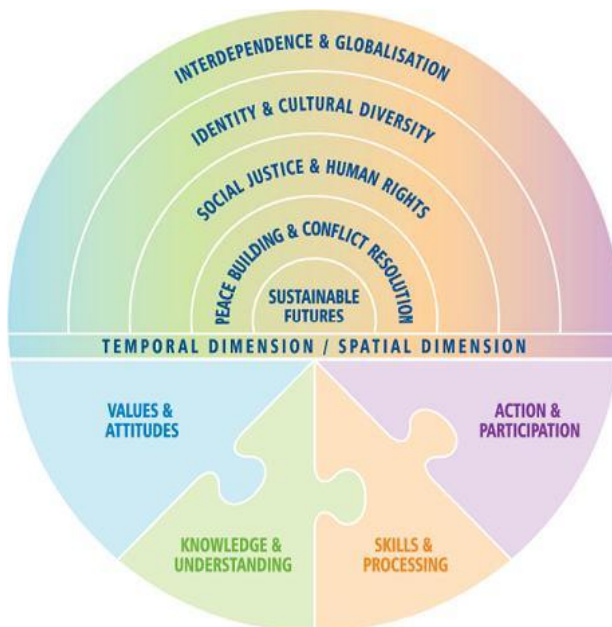 INTERDEPENDENCE & GLOBALISATION
IDENTITY & CULTURAL DIVERSITY
SOCIAL JUSTICE & HUMAN RIGHTS
PEACE BUILDING & CONFLICT RESOLUTION
SUSTAINABLE
FUTURES
TEMPORAL DIMENSION / SPATIAL DIMENSION
VALUES &
ATTITUDES
ACTION &
PARTICIPATION
KNOWLEDGE &
UNDERSTANDING
SKILLS &
PROCESSING